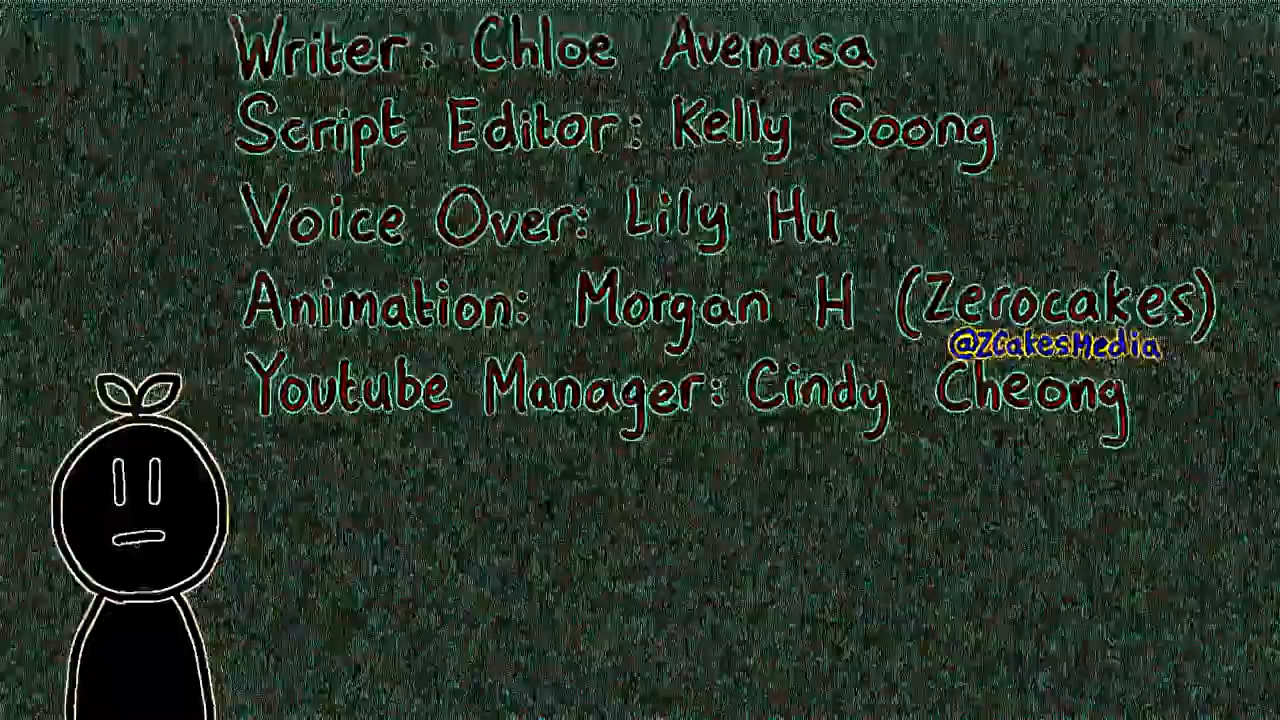 Writer: Chloe Avenasa
Script Editor: Kelly Soong
Voice Over: Lily Hu
Animation: Morgan H (Zerocakes)
@ZCakesMedia
Youtube Manager: Cindy Cheong